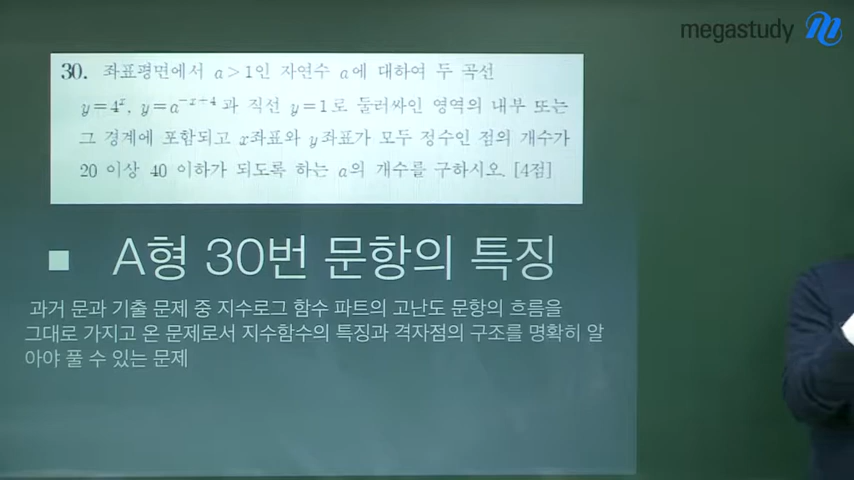 megastudy
30. 좌표평면에서 a>1인 자연수 a에 대하여 두 곡선
y=4^x, y=a^{-x+4}과 직선 y=1로 둘러싸인 영역의 내부 또는
그 경계에 포함되고 x좌표와 y좌표가 모두 정수인 점의 개수가
20 이상 40 이하가 되도록 하는 a의 개수를 구하시오. [4점]
■ A형 30번 문항의 특징
과거 문과 기출 문제 중 지수로그 함수 파트의 고난도 문항의 흐름을
그대로 가지고 온 문제로서 지수함수의 특징과 격자점의 구조를 명확히 알
아야 풀 수 있는 문제